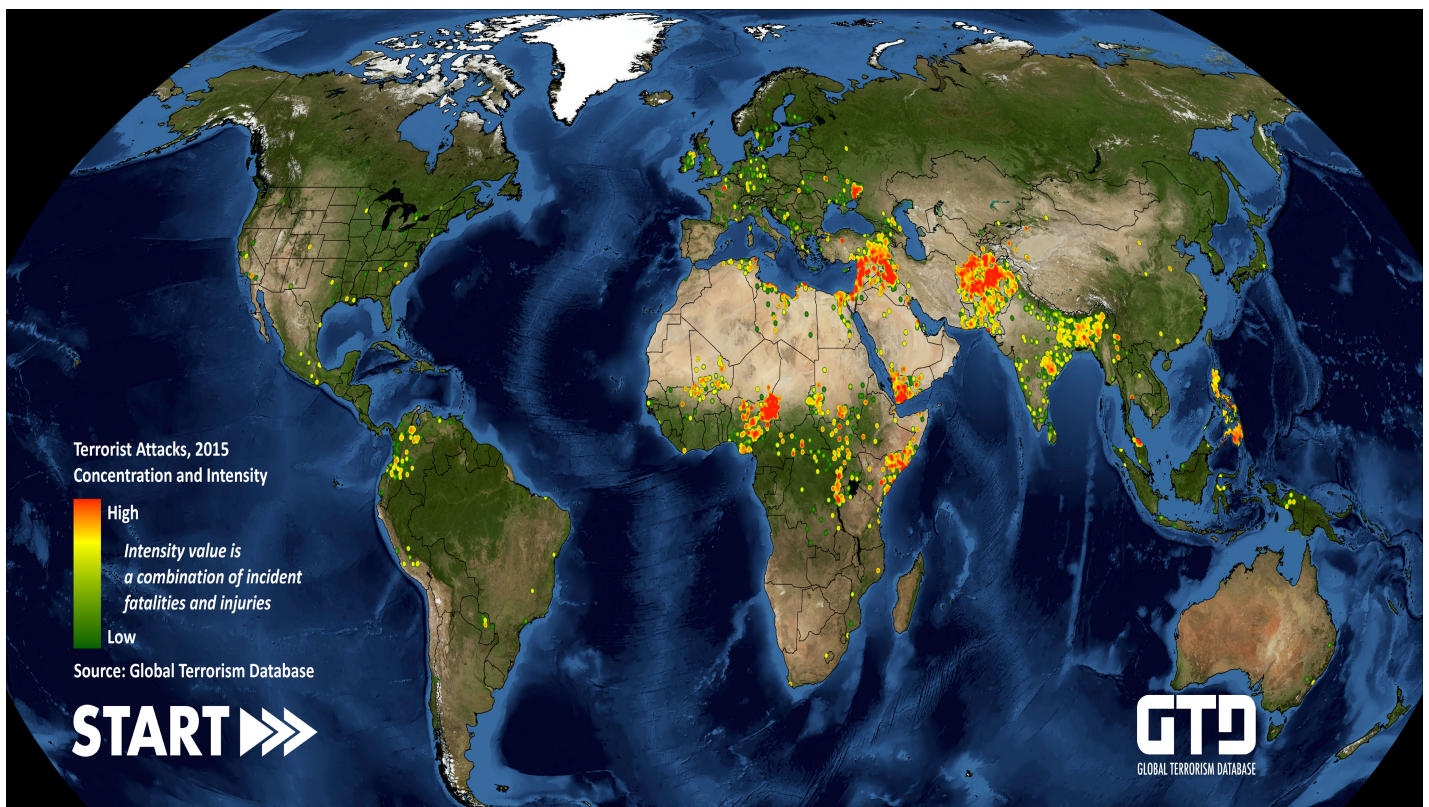 Terrorist Attacks, 2015
Concentration and Intensity
High
Intensity value is
a combination of incident
fatalities and injuries
Low
Source: Global Terrorism Database
START
GTD
GLOBAL TERRORISM DATABASE